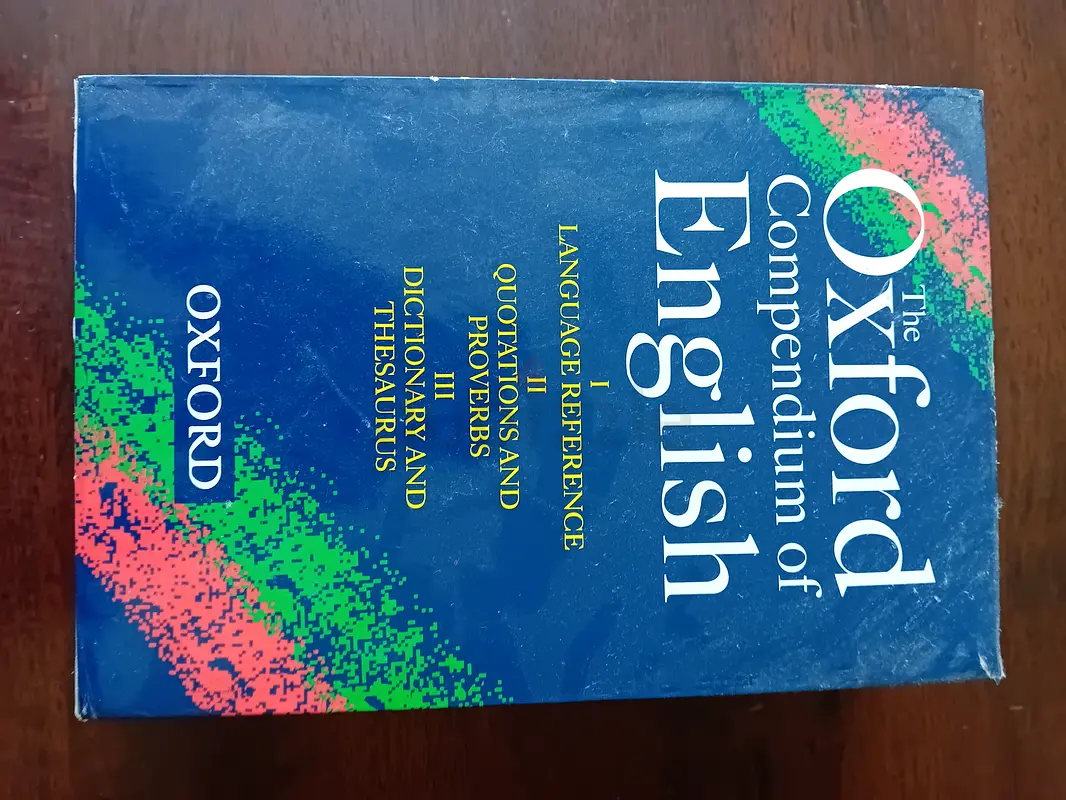 The
Oxford
Compendium of
English
I
LANGUAGE REFERENCE
II
QUOTATIONS AND
PROVERBS
III
DICTIONARY AND
THESAURUS
OXFORD